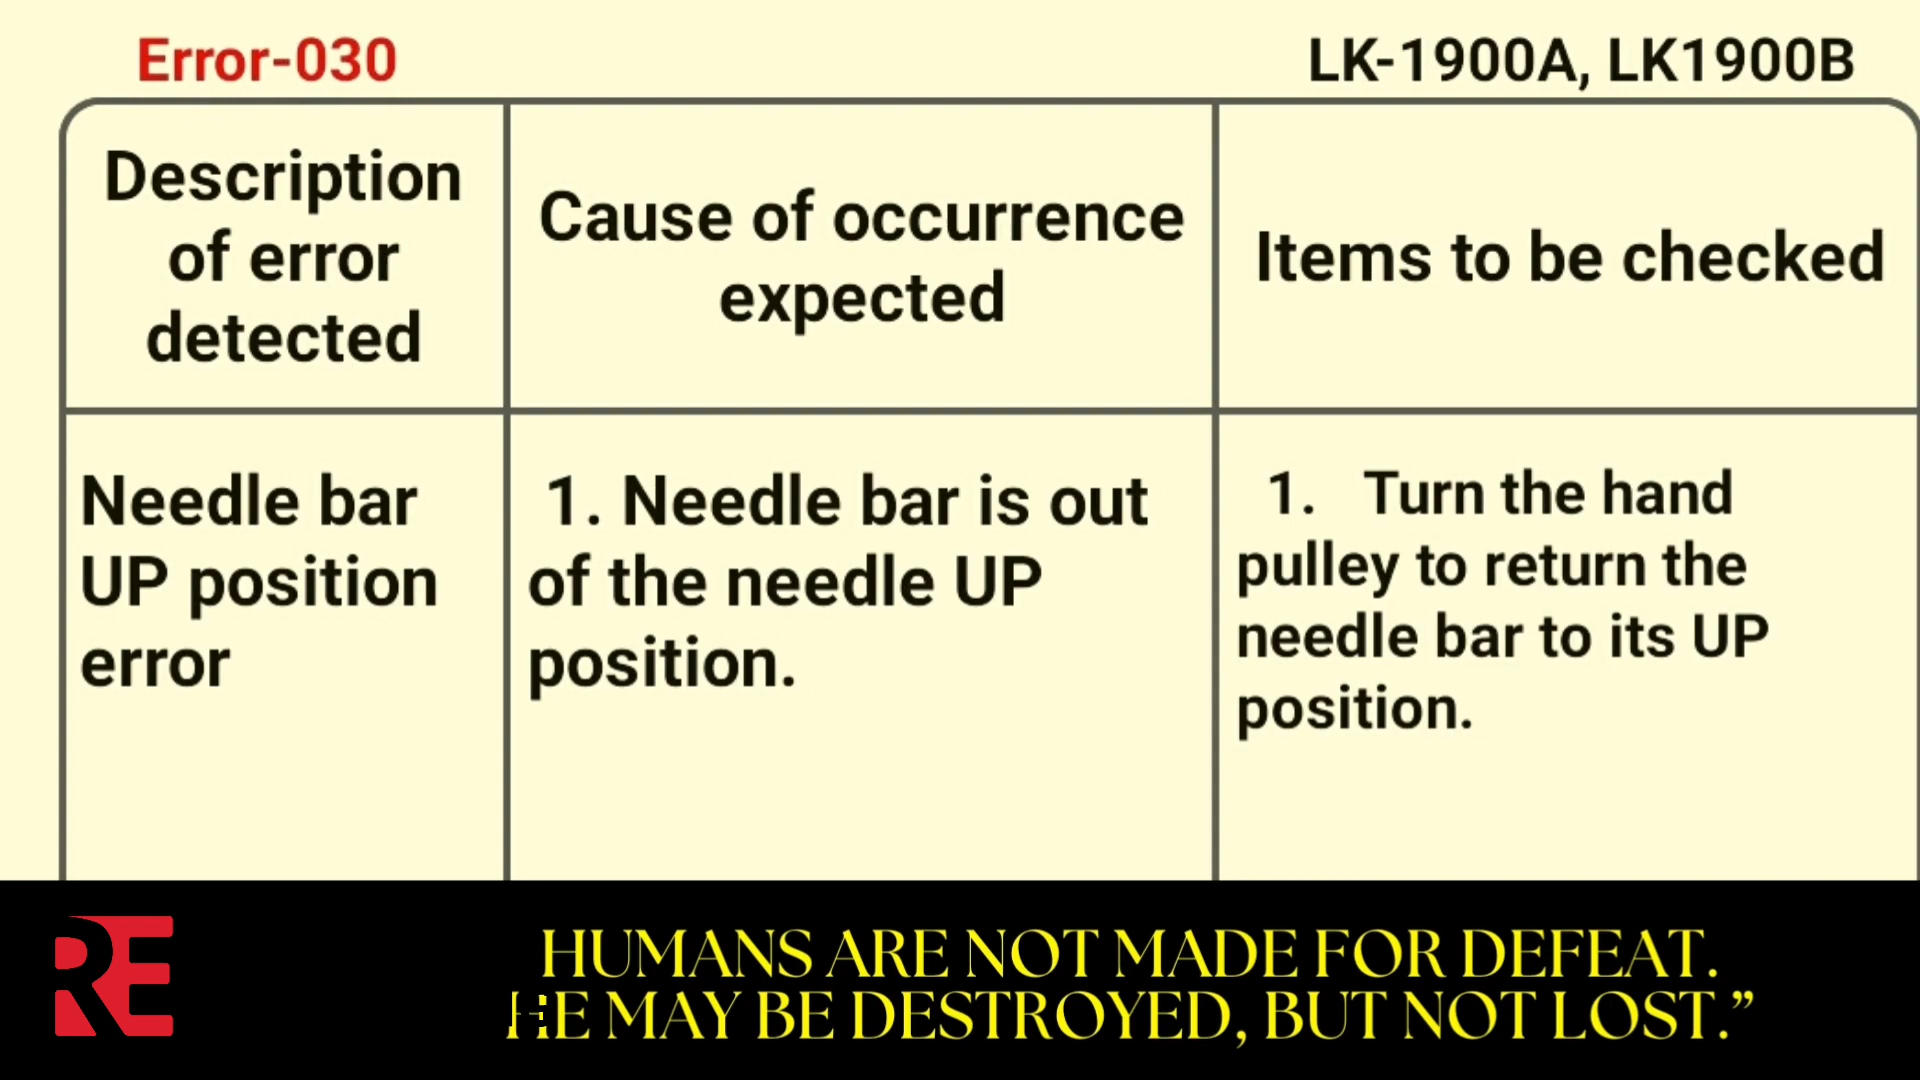 Error-030
LK-1900A, LK1900B
Description
of error
detected
Cause of occurrence
expected
Items to be checked
Needle bar
UP position
error
1. Needle bar is out
of the needle UP
position.
1. Turn the hand
pulley to return the
needle bar to its UP
position.
RE
HUMANS ARE NOT MADE FOR DEFEAT.
HE MAY BE DESTROYED, BUT NOT LOST.”